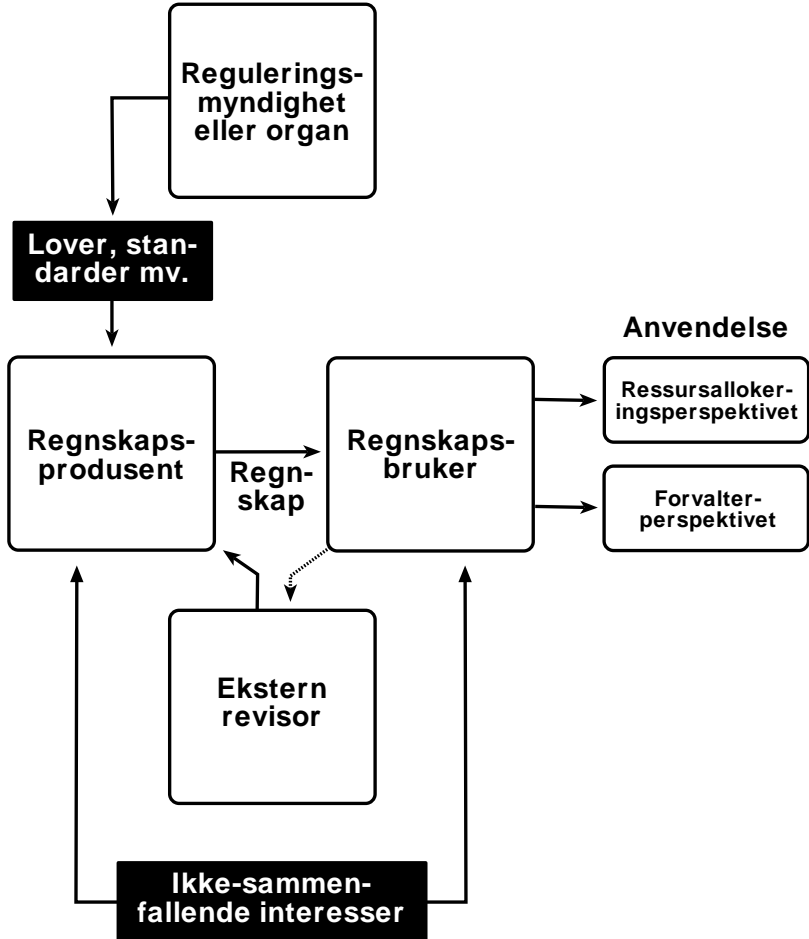 Regulerings-
myndighet
eller organ
Lover, stan-
darder mv.
Anvendelse
Regnskaps-
produsent
Regn-
skap
Regnskaps-
bruker
Ressursalloker-
ingsperspektivet
Forvalter-
perspektivet
Ekstern
revisor
Ikke-sammen-
fallende interesser